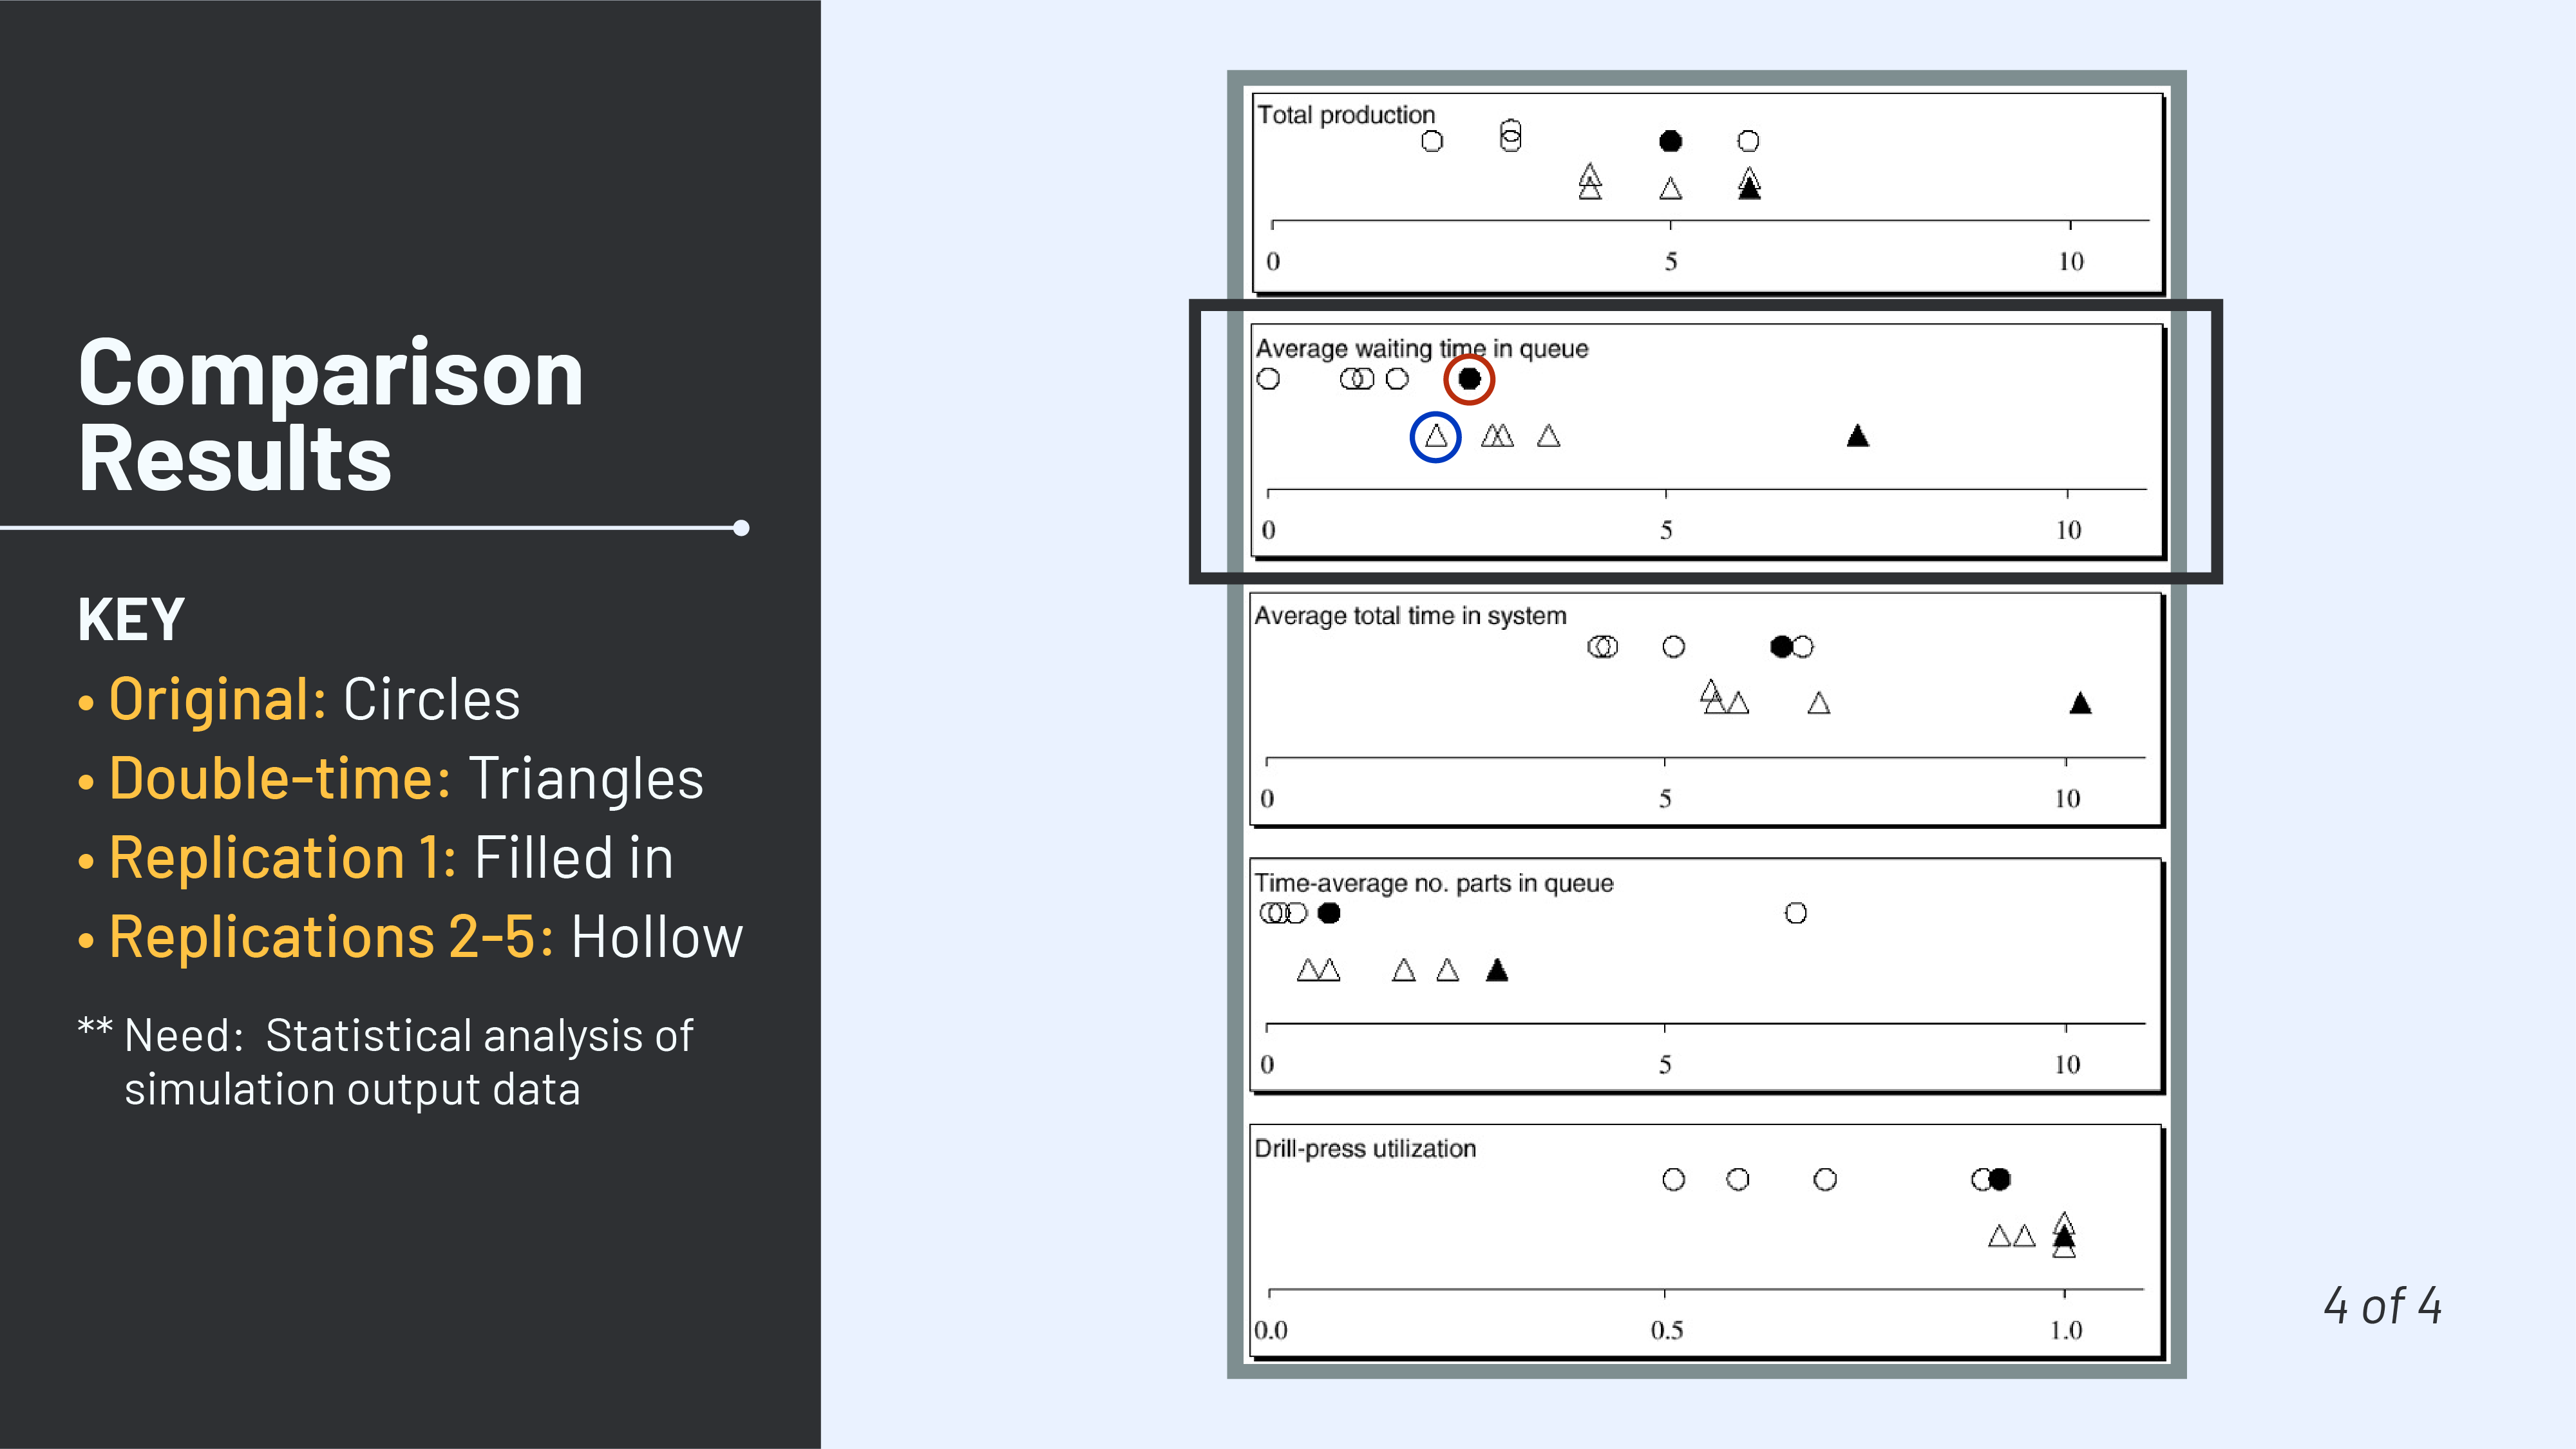 Comparison
Results
KEY
• Original: Circles
• Double-time: Triangles
• Replication 1: Filled in
• Replications 2-5: Hollow
** Need: Statistical analysis of
simulation output data
Total production
0 5 10
Average waiting time in queue
0 5 10
Average total time in system
0 5 10
Time-average no. parts in queue
0 5 10
Drill-press utilization
0.0 0.5 1.0
4 of 4